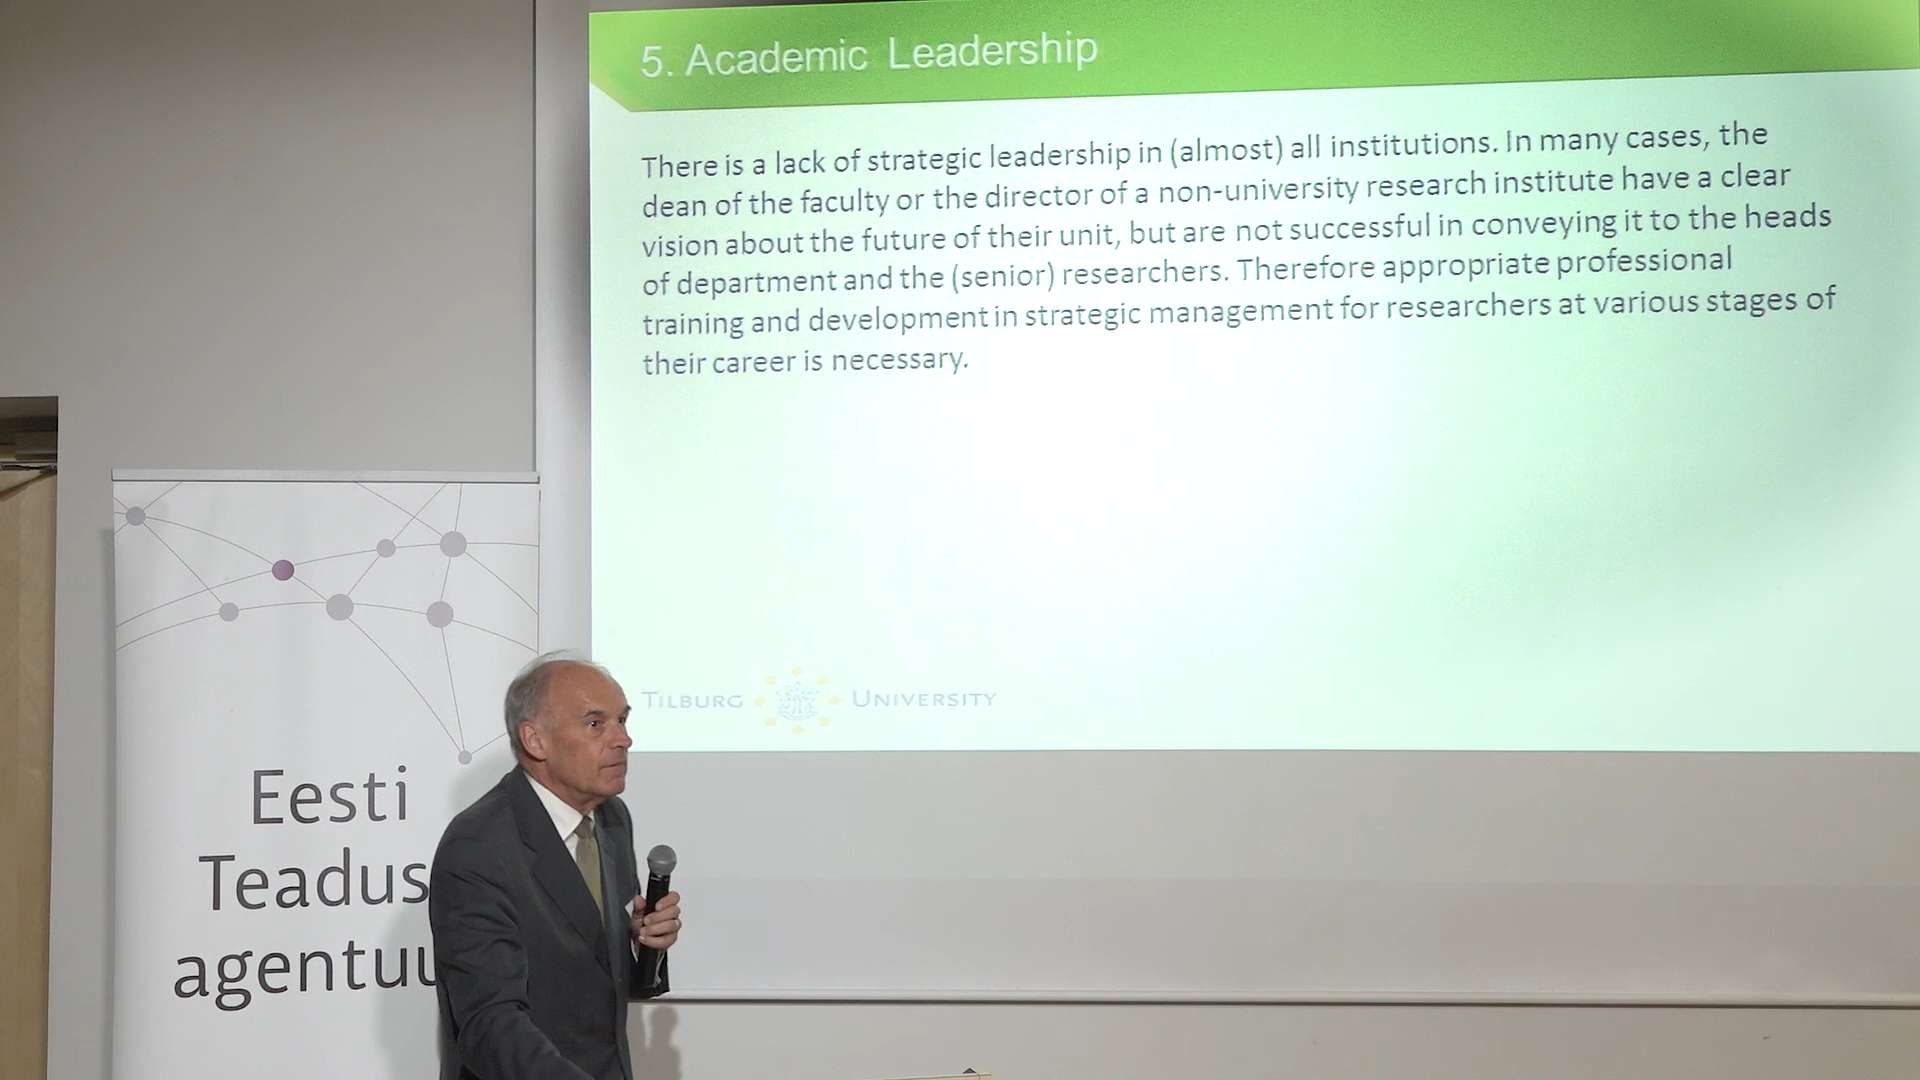 5. Academic Leadership
There is a lack of strategic leadership in (almost) all institutions. In many cases, the
dean of the faculty or the director of a non-university research institute have a clear
vision about the future of their unit, but are not successful in conveying it to the heads
of department and the (senior) researchers. Therefore appropriate professional
training and development in strategic management for researchers at various stages of
their career is necessary.
TILBURG UNIVERSITY
Eesti
Teadus
agentuu